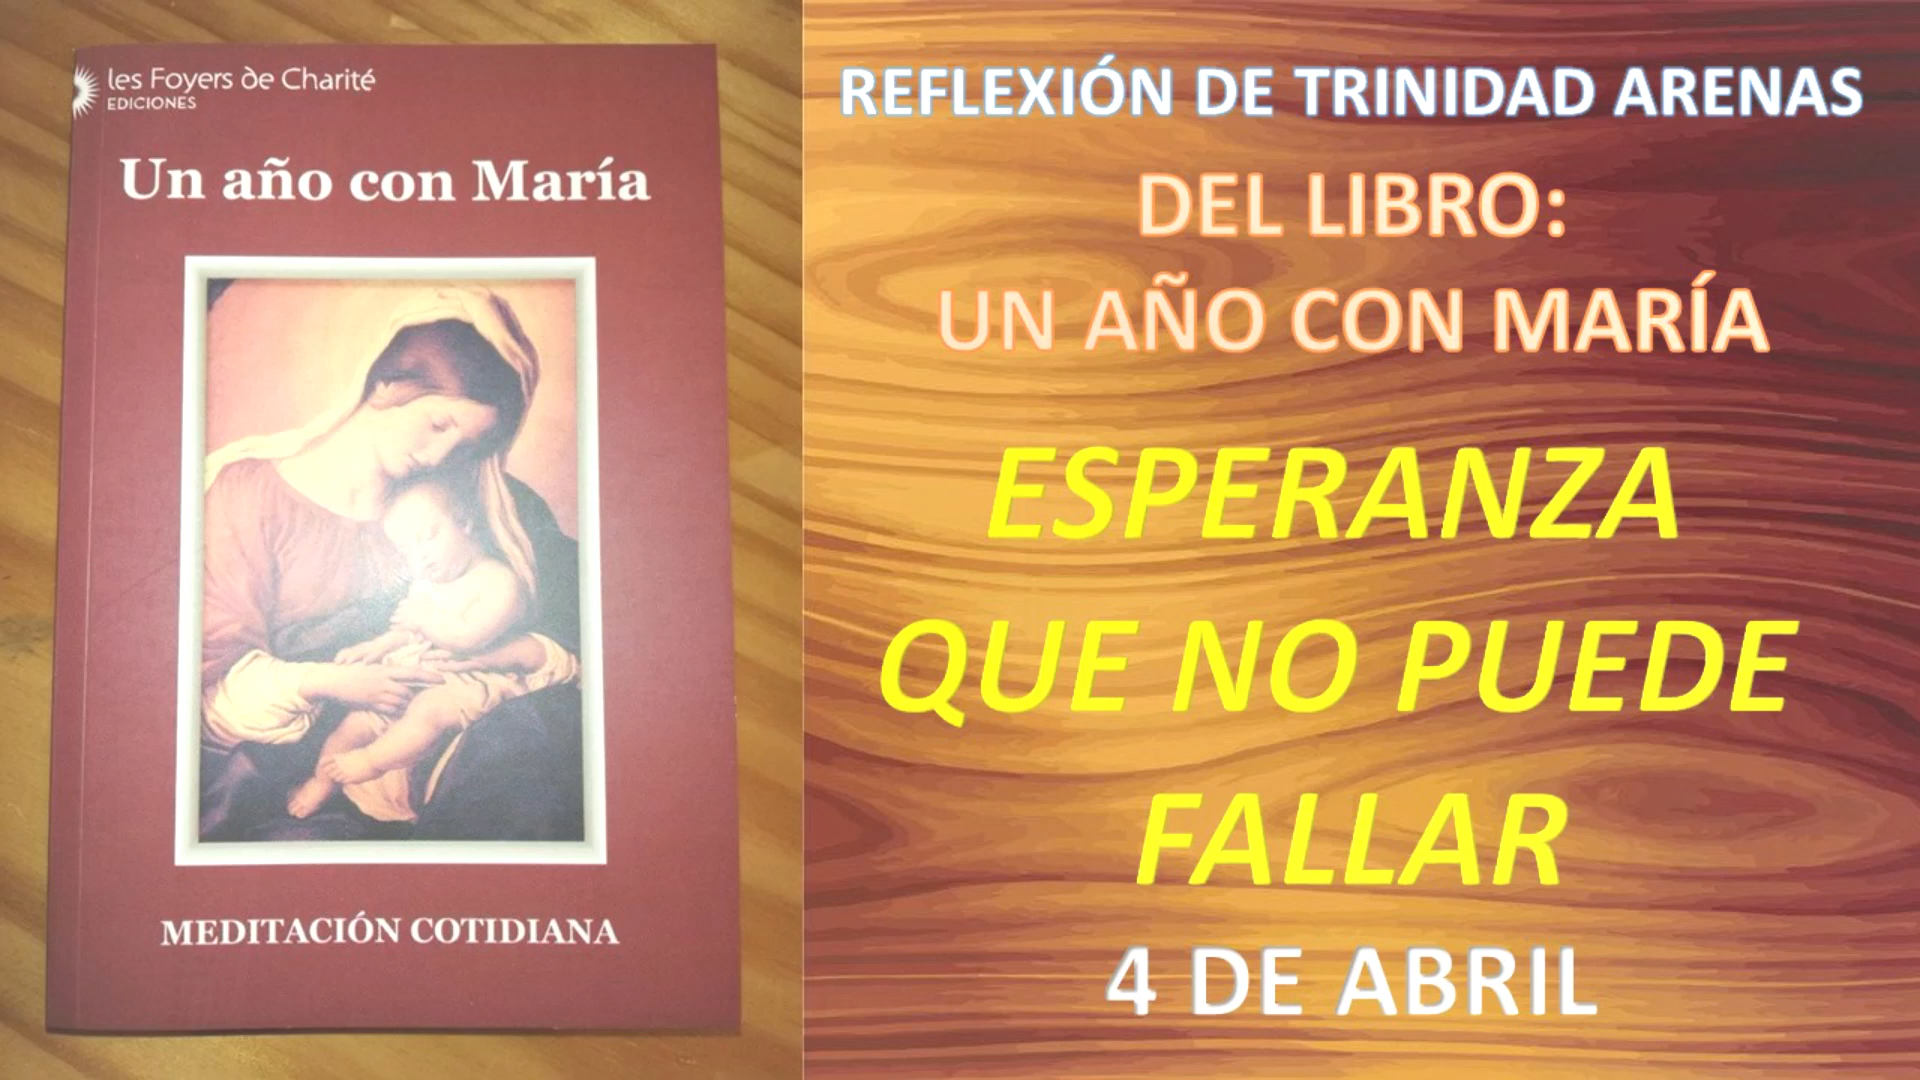 les Foyers de Charité
EDICIONES
Un año con María
MEDITACIÓN COTIDIANA
REFLEXIÓN DE TRINIDAD ARENAS
DEL LIBRO:
UN AÑO CON MARÍA
ESPERANZA
QUE NO PUEDE
FALLAR
4 DE ABRIL